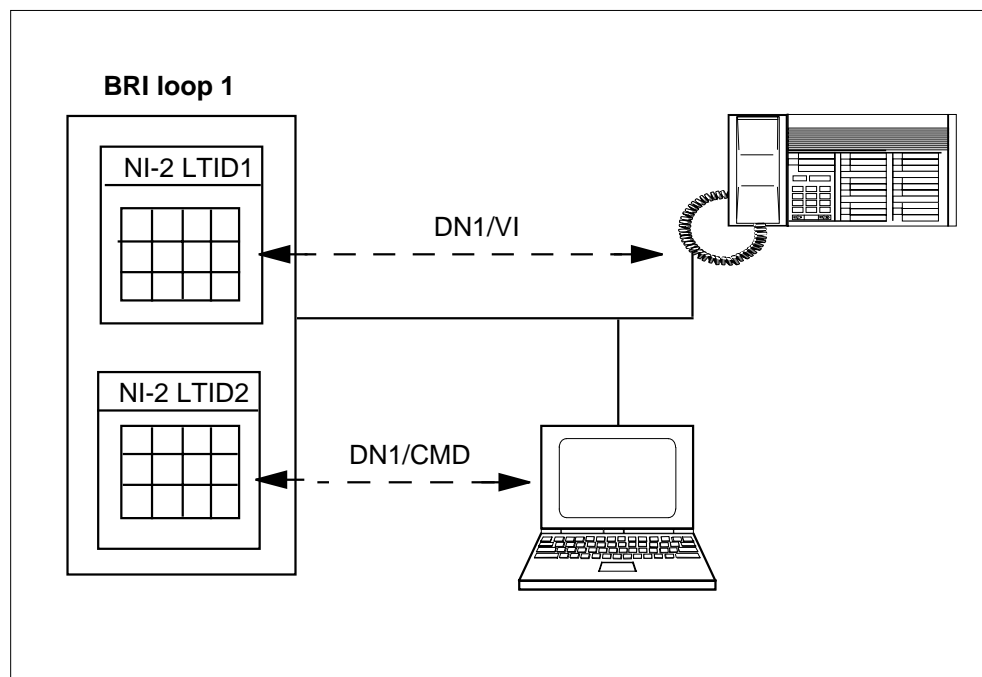 BRI loop 1
NI-2 LTID1
DN1/VI
NI-2 LTID2
DN1/CMD